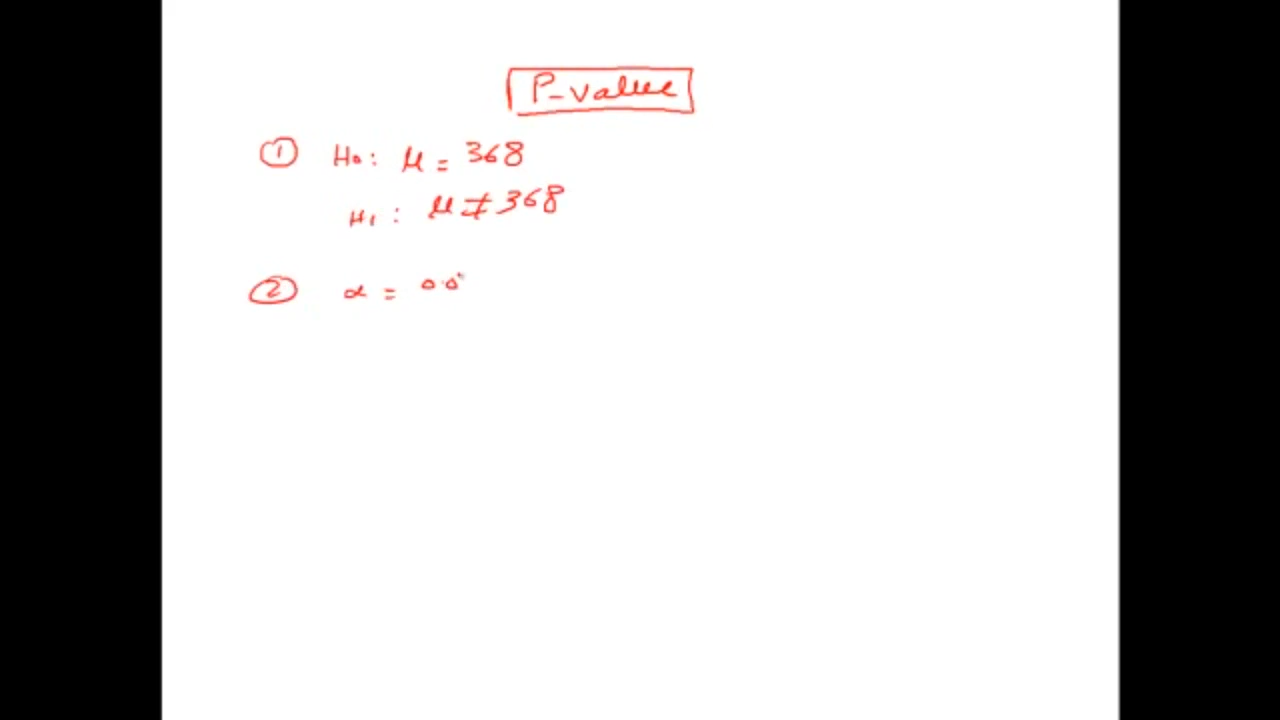 P-value
① H₀: μ = 368
H₁: μ ≠ 368
② α = 0.0